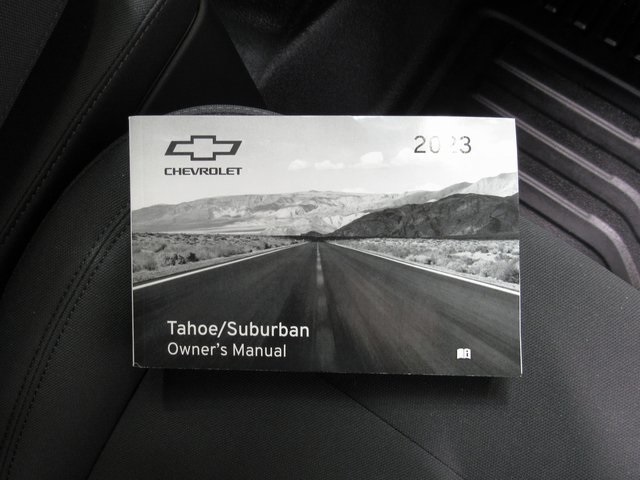 2023
CHEVROLET
Tahoe/Suburban
Owner's Manual